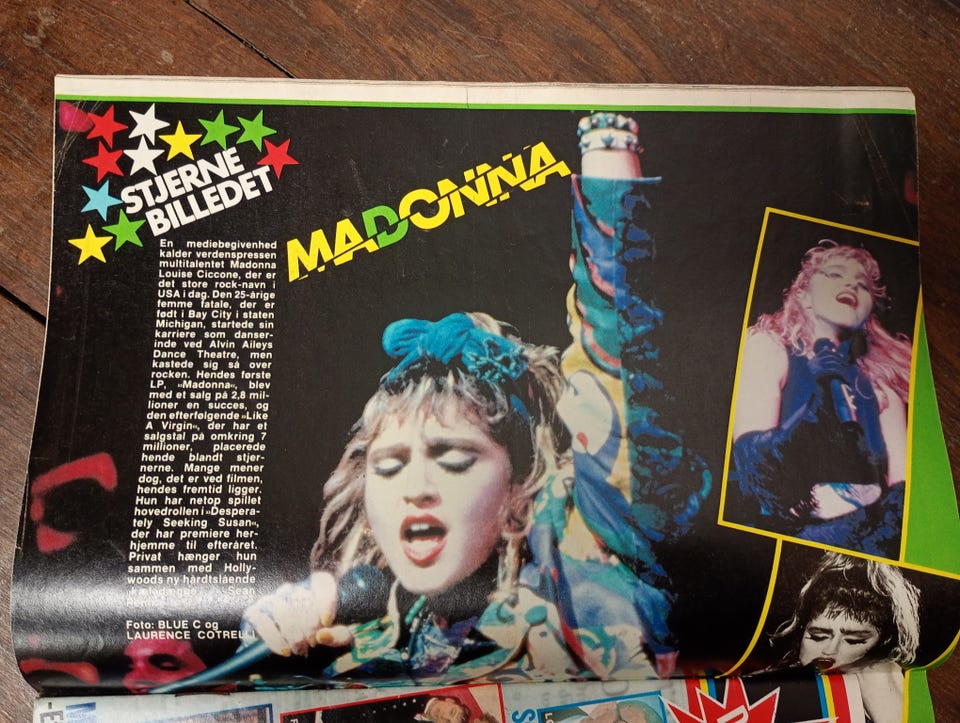 STJERNE
BILLEDET
MADONNA
En mediebegivenhed
kalder verdenspressen
multitalentet Madonna
Louise Ciccone, der er
det store rock-navn i
USA i dag. Den 25-årige
femme fatale, der er
født i Bay City i staten
Michigan, startede sin
karriere som danser-
inde ved Alvin Aileys
Dance Theatre, men
kastede sig så over
rocken. Hendes første
LP, »Madonna«, blev
med et salg på 2,8 mil-
lioner en succes, og
den efterfølgende »Like
A Virgin«, der har et
salgstal på omkring 7
millioner, placerede
hende blandt stjer-
nerne. Mange mener
dog, det er ved filmen,
hendes fremtid ligger.
Hun har netop spillet
hovedrollen i »Despera-
tely Seeking Susan«,
der har premiere her-
hjemme til efteråret.
Privat hænger hun
sammen med Holly-
woods ny hårdtslående
kæledægge Sean
Foto: BLUE C og
LAURENCE COTRELL